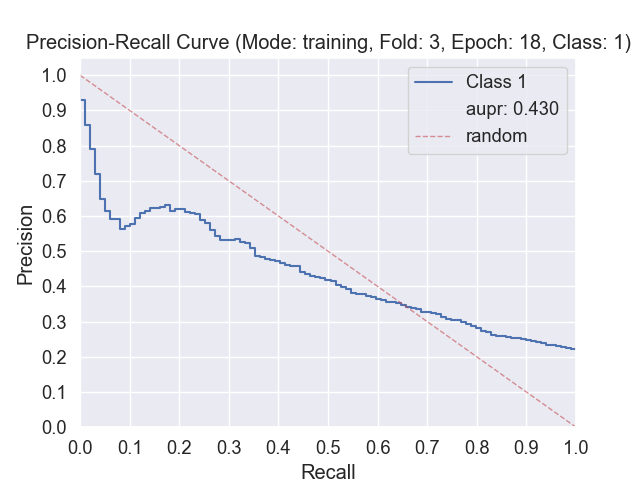 Precision-Recall Curve (Mode: training, Fold: 3, Epoch: 18, Class: 1)
1.0
0.9
0.8
0.7
0.6
0.5
0.4
0.3
0.2
0.1
0.0
Precision
Class 1
aupr: 0.430
random
0.0 0.1 0.2 0.3 0.4 0.5 0.6 0.7 0.8 0.9 1.0
Recall